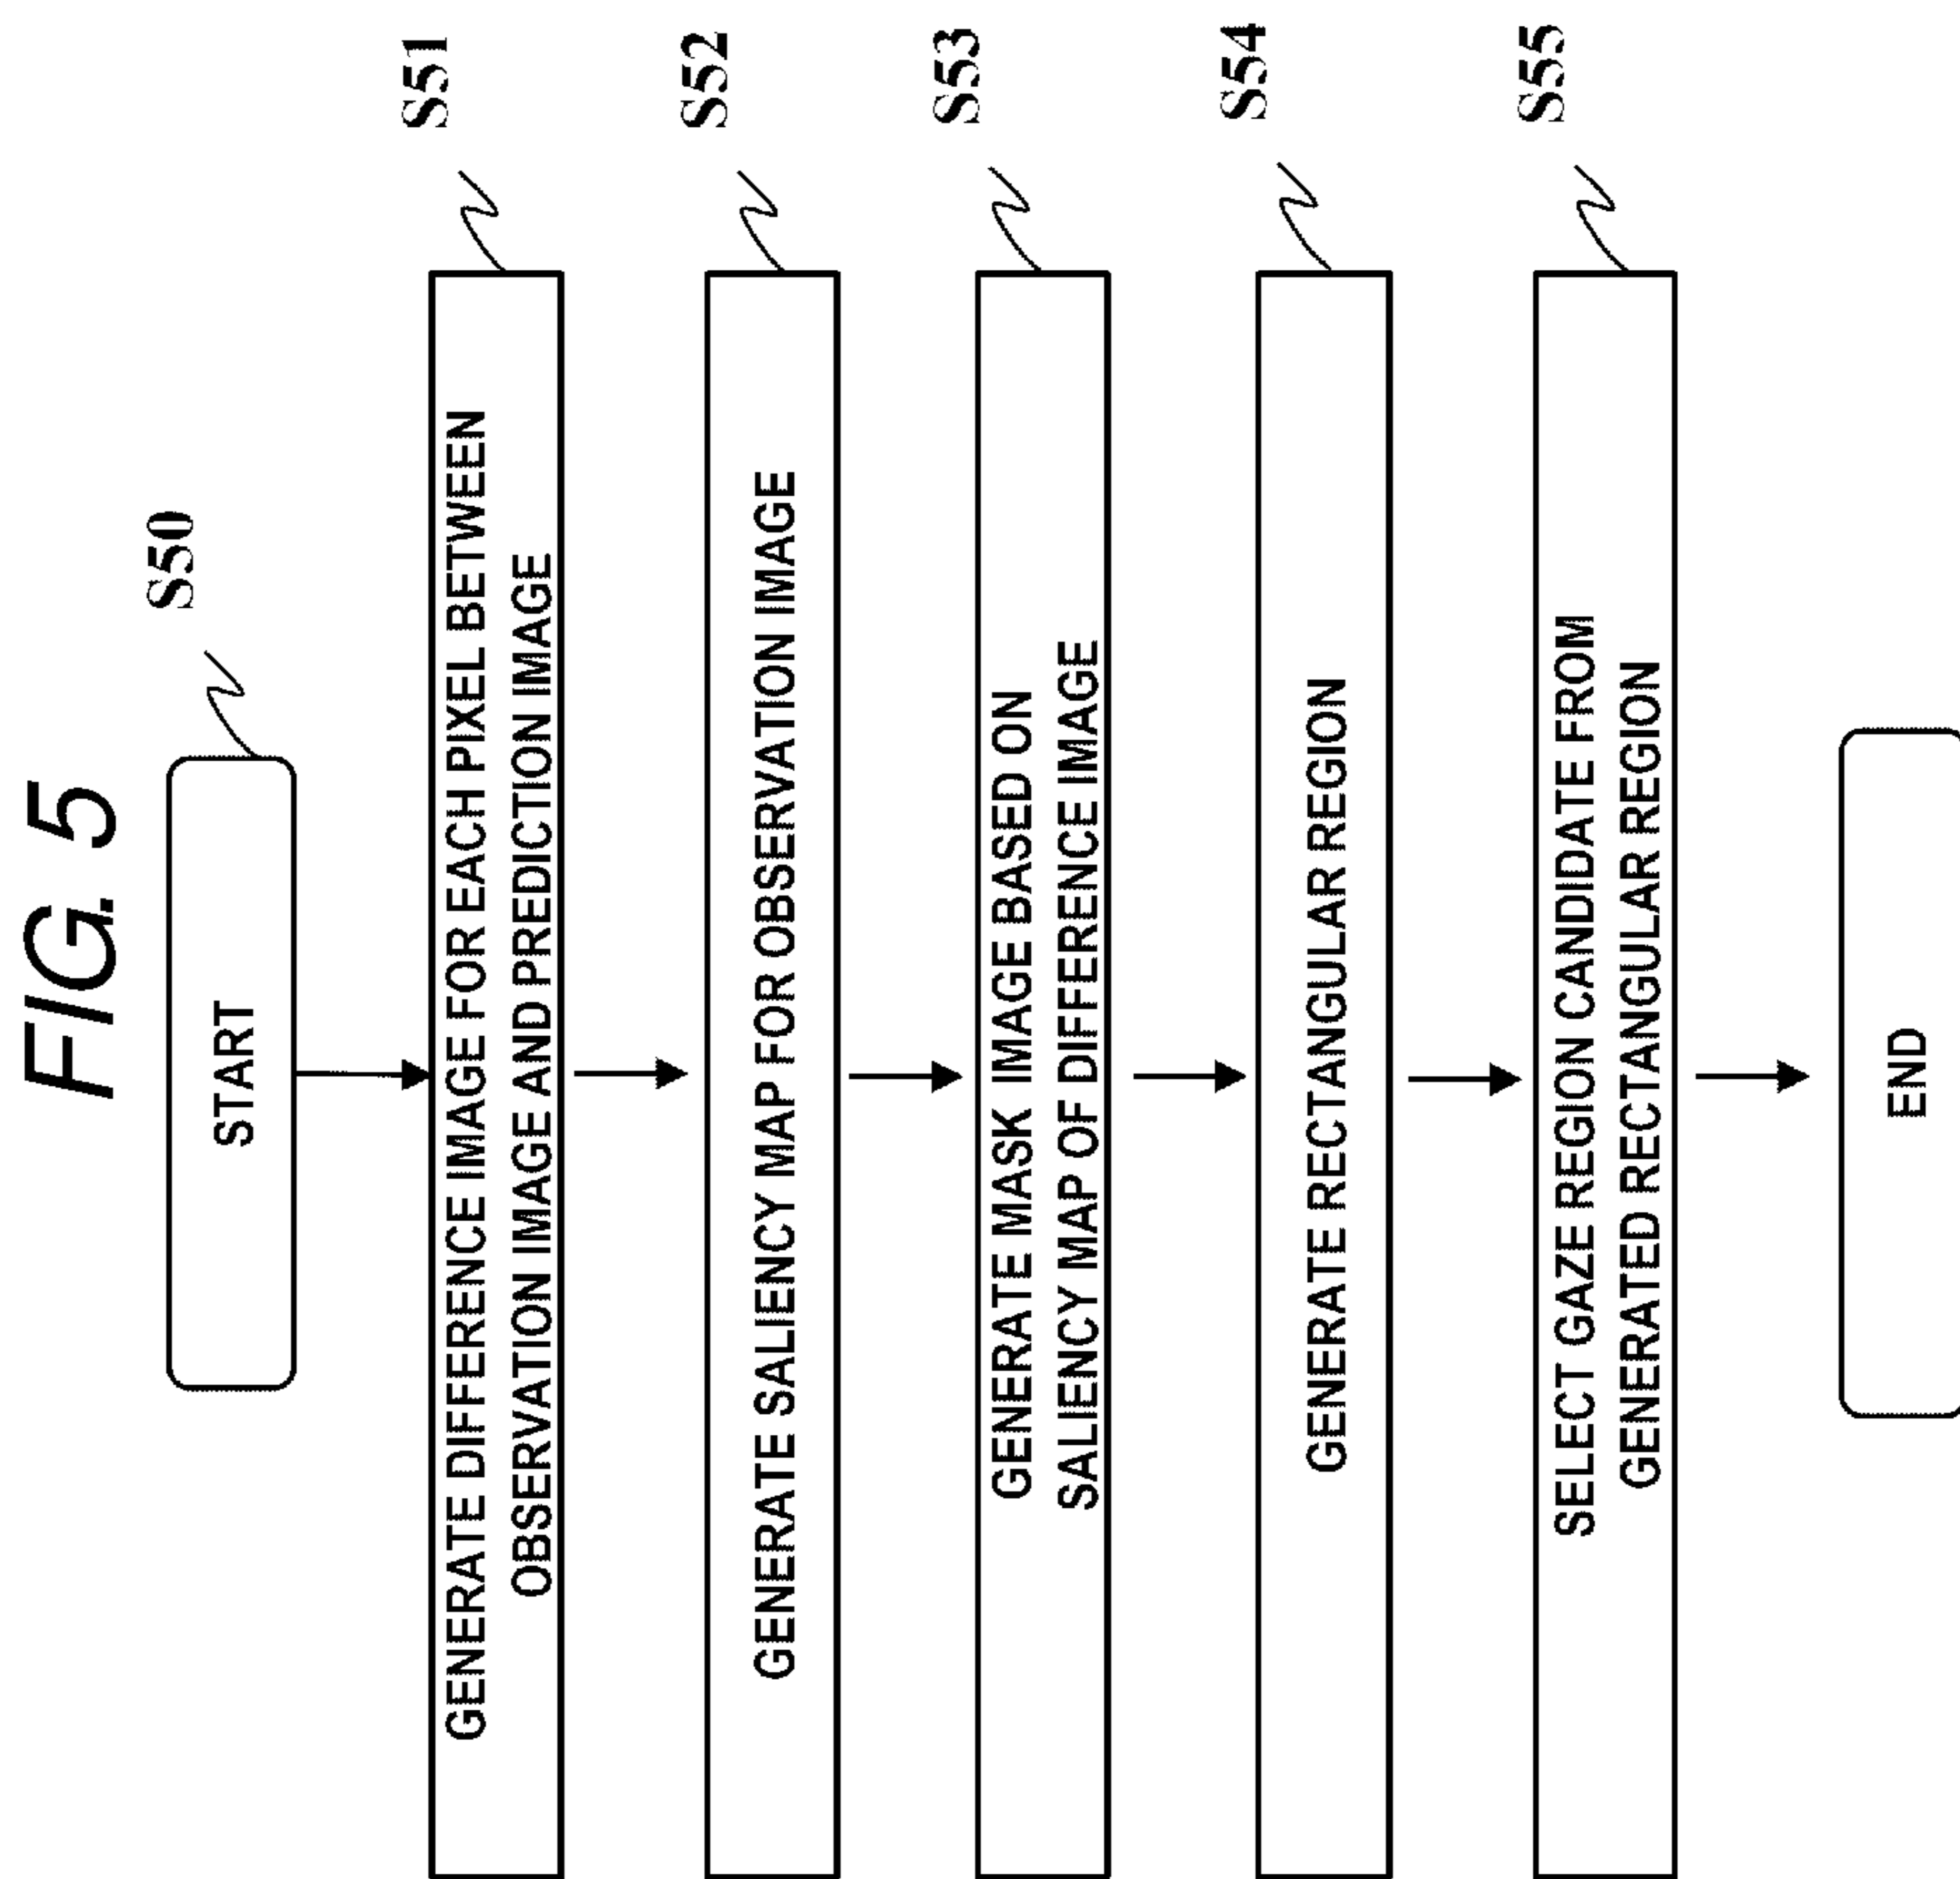 FIG. 5
S50
START
S51
GENERATE DIFFERENCE IMAGE FOR EACH PIXEL BETWEEN
OBSERVATION IMAGE AND PREDICTION IMAGE
S52
GENERATE SALIENCY MAP FOR OBSERVATION IMAGE
S53
GENERATE MASK IMAGE BASED ON
SALIENCY MAP OF DIFFERENCE IMAGE
S54
GENERATE RECTANGULAR REGION
S55
SELECT GAZE REGION CANDIDATE FROM
GENERATED RECTANGULAR REGION
END